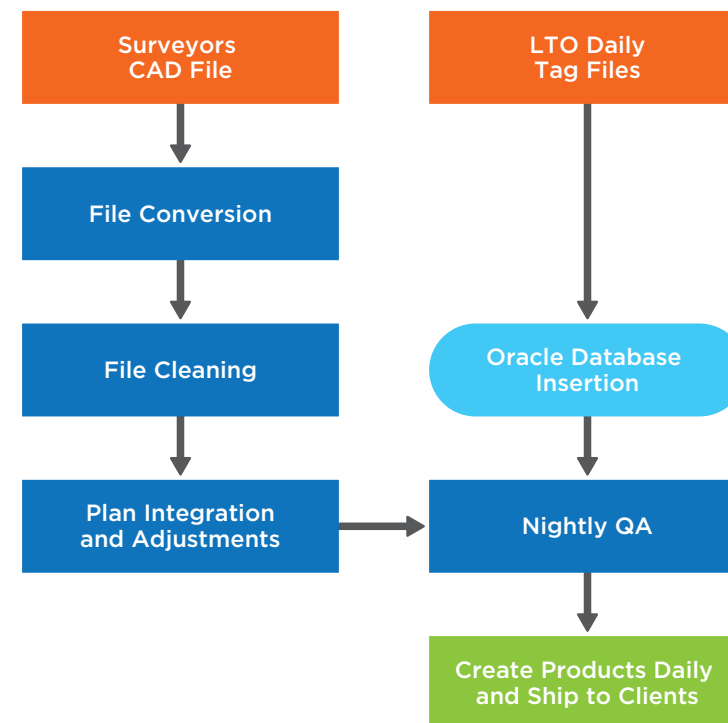 Surveyors
CAD File
LTO Daily
Tag Files
File Conversion
File Cleaning
Oracle Database
Insertion
Plan Integration
and Adjustments
Nightly QA
Create Products Daily
and Ship to Clients